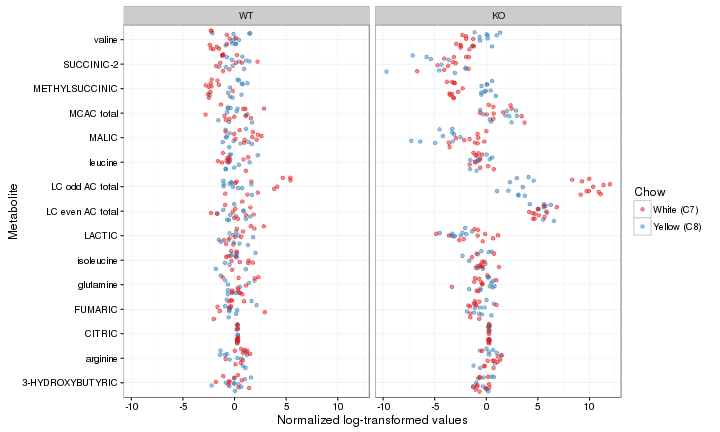 WT
KO
Metabolite
valine
SUCCINIC-2
METHYLSUCCINIC
MCAC total
MALIC
leucine
LC odd AC total
LC even AC total
LACTIC
isoleucine
glutamine
FUMARIC
CITRIC
arginine
3-HYDROXYBUTYRIC
-10 -5 0 5 10
-10 -5 0 5 10
Normalized log-transformed values
Chow
White (C7)
Yellow (C8)